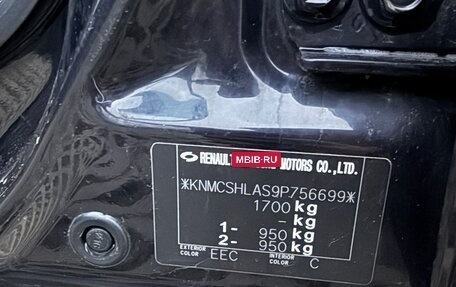 RENAULT MOTORS CO.,LTD.
MBIB.RU
*KNMCSHLAS9P756699*
1700 kg
- kg
1- 950 kg
2- 950 kg
EXTERIOR COLOR EEC INTERIOR COLOR C